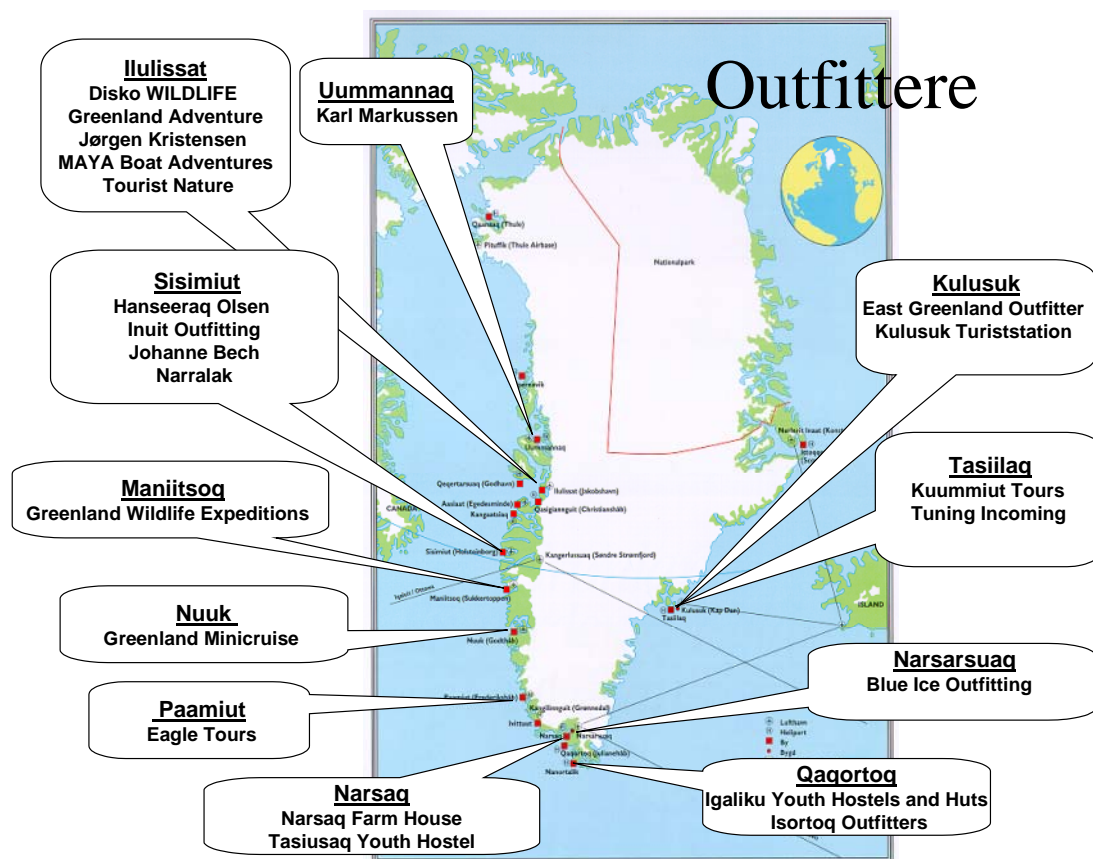 Outfittere
Ilulissat
Disko WILDLIFE
Greenland Adventure
Jørgen Kristensen
MAYA Boat Adventures
Tourist Nature
Uummannaq
Karl Markussen
Sisimiut
Hanseeraq Olsen
Inuit Outfitting
Johanne Bech
Narralak
Kulusuk
East Greenland Outfitter
Kulusuk Turiststation
Maniitsoq
Greenland Wildlife Expeditions
Tasiilaq
Kuummiut Tours
Tuning Incoming
Nuuk
Greenland Minicruise
Narsarsuaq
Blue Ice Outfitting
Paamiut
Eagle Tours
Narsaq
Narsaq Farm House
Tasiusaq Youth Hostel
Qaqortoq
Igaliku Youth Hostels and Huts
Isortoq Outfitters
Qaanaaq (Thule)
Pituffik (Thule Airbase)
Nationalpark
Uummannaq
Qeqertarsuaq (Godhavn)
Ilulissat (Jakobshavn)
Aasiaat (Egedesminde)
Qasigiannguit (Christianshåb)
Kangaatsiaq
CANADA
Sisimiut (Holsteinsborg)
Kangerlussuaq (Søndre Strømfjord)
Iqaluit / Ottawa
Maniitsoq (Sukkertoppen)
Kulusuk (Kap Dan)
Tasiilaq
ISLAND
Nuuk (Godthåb)
Paamiut (Frederikshåb)
Kangilinnguit (Grønnedal)
Ivittuut
Narsaq
Narsarsuaq
Qaqortoq (Julianehåb)
Nanortalik
Lufthavn
Heliport
By
Bygd